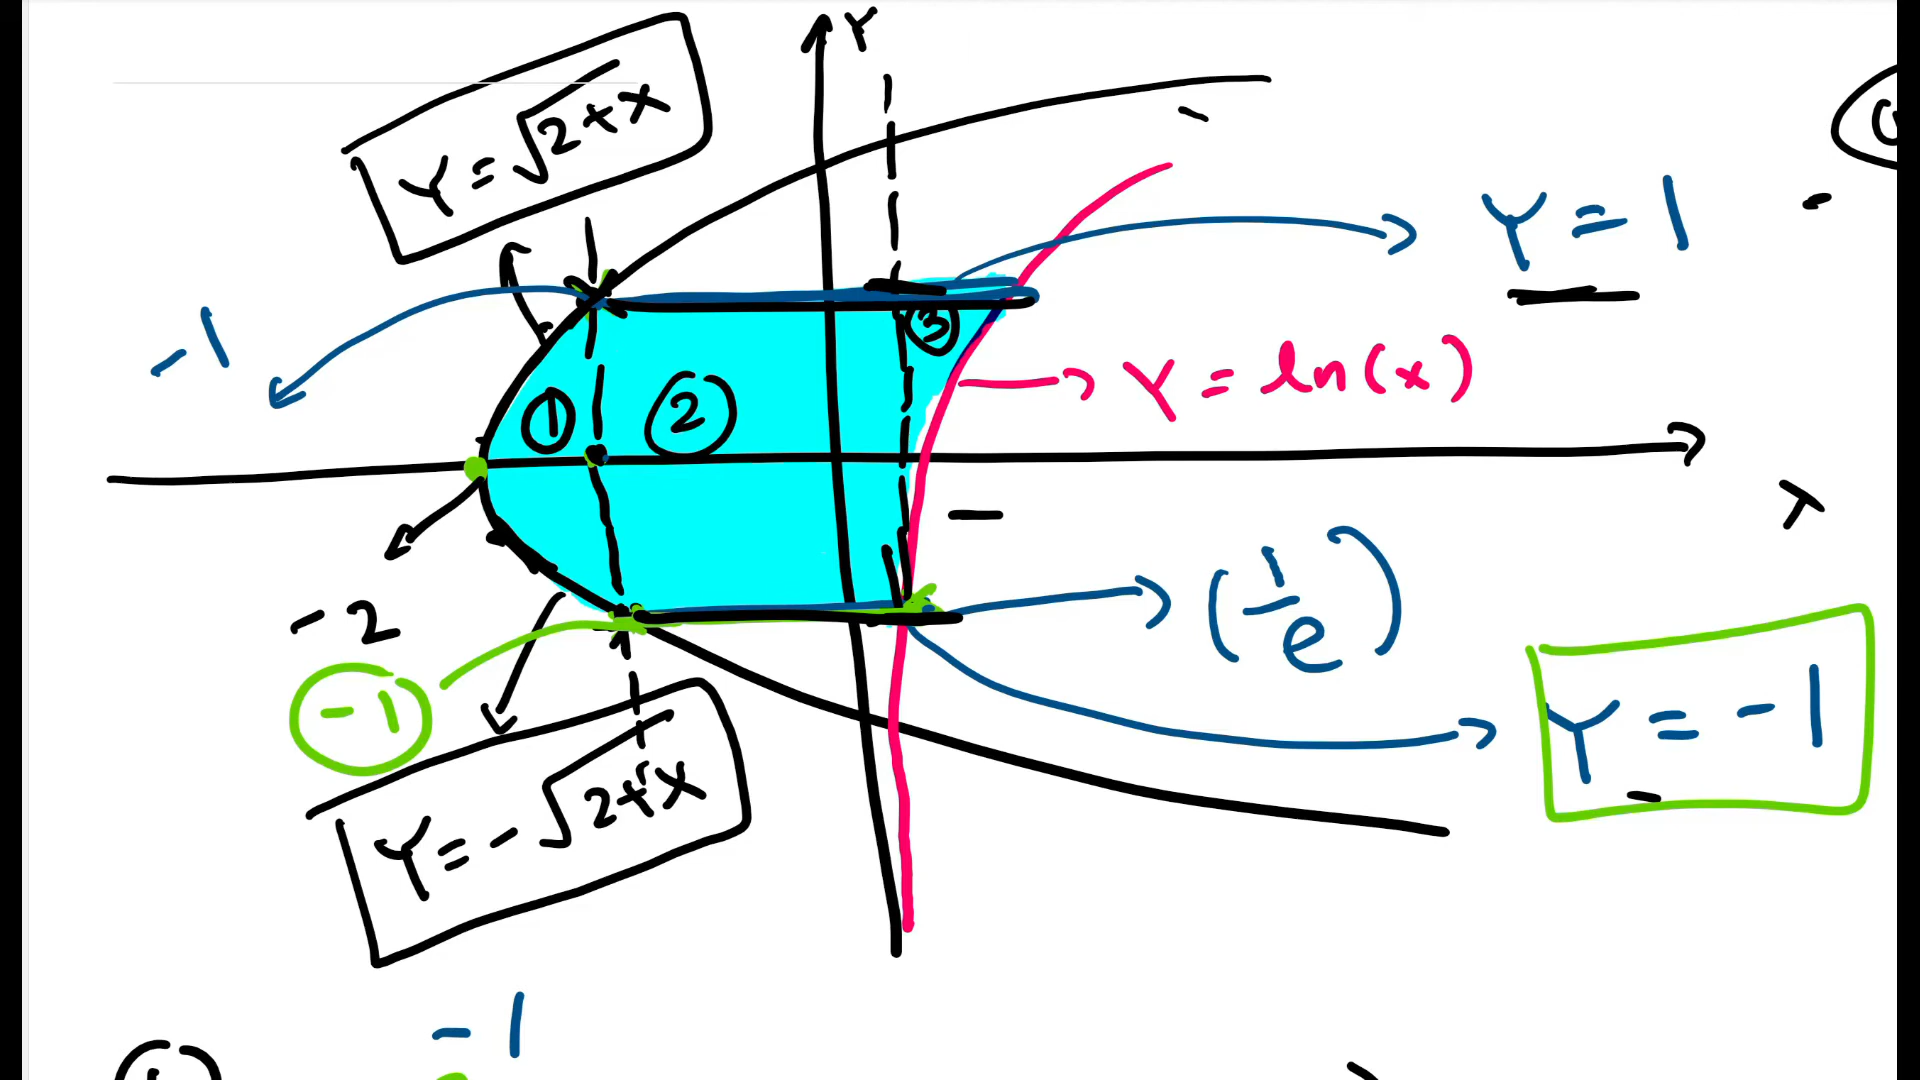 Y
Y = √2+x
Y = 1
-1
③
Y = ln(x)
① ②
x
(1/e)
-2
-1
Y = -1
Y = -√2+x
-1